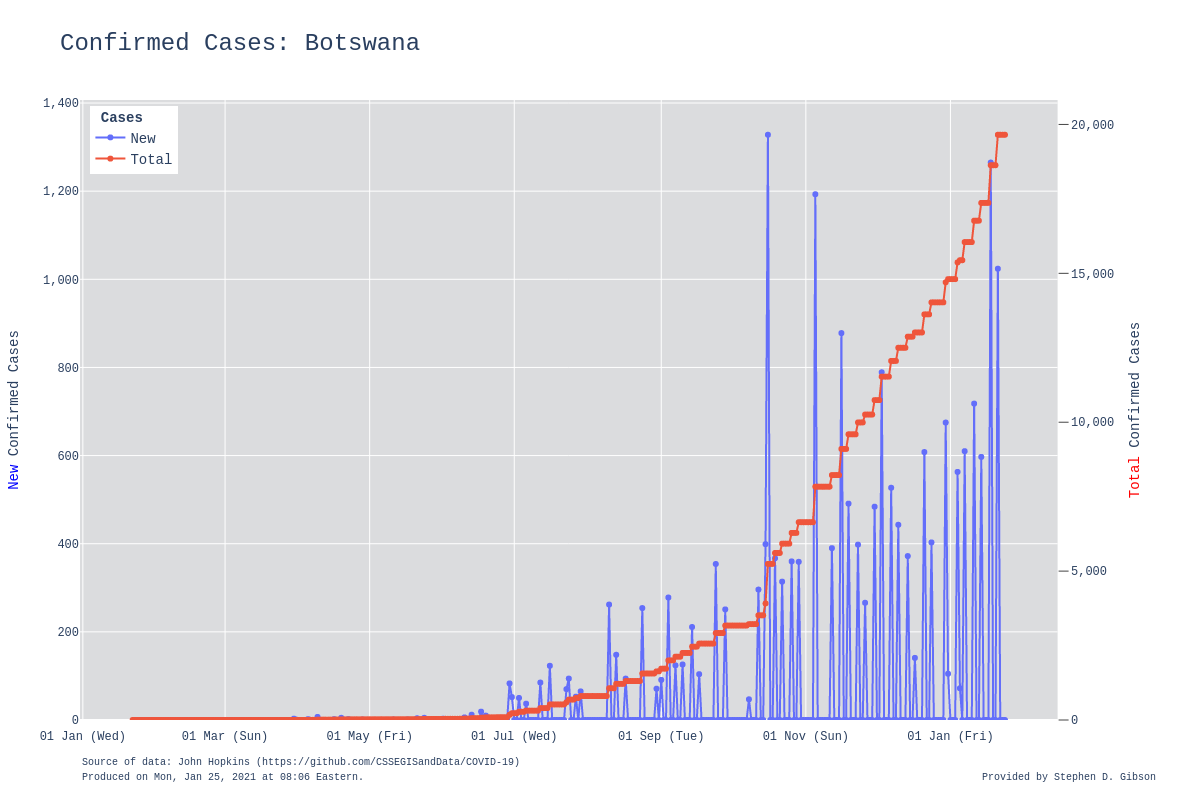 Confirmed Cases: Botswana
1,400
1,200
1,000
800
600
400
200
0
Cases
New
Total
20,000
15,000
10,000
5,000
0
New Confirmed Cases
Total Confirmed Cases
01 Jan (Wed) 01 Mar (Sun) 01 May (Fri) 01 Jul (Wed) 01 Sep (Tue) 01 Nov (Sun) 01 Jan (Fri)
Source of data: John Hopkins (https://github.com/CSSEGISandData/COVID-19)
Produced on Mon, Jan 25, 2021 at 08:06 Eastern.
Provided by Stephen D. Gibson